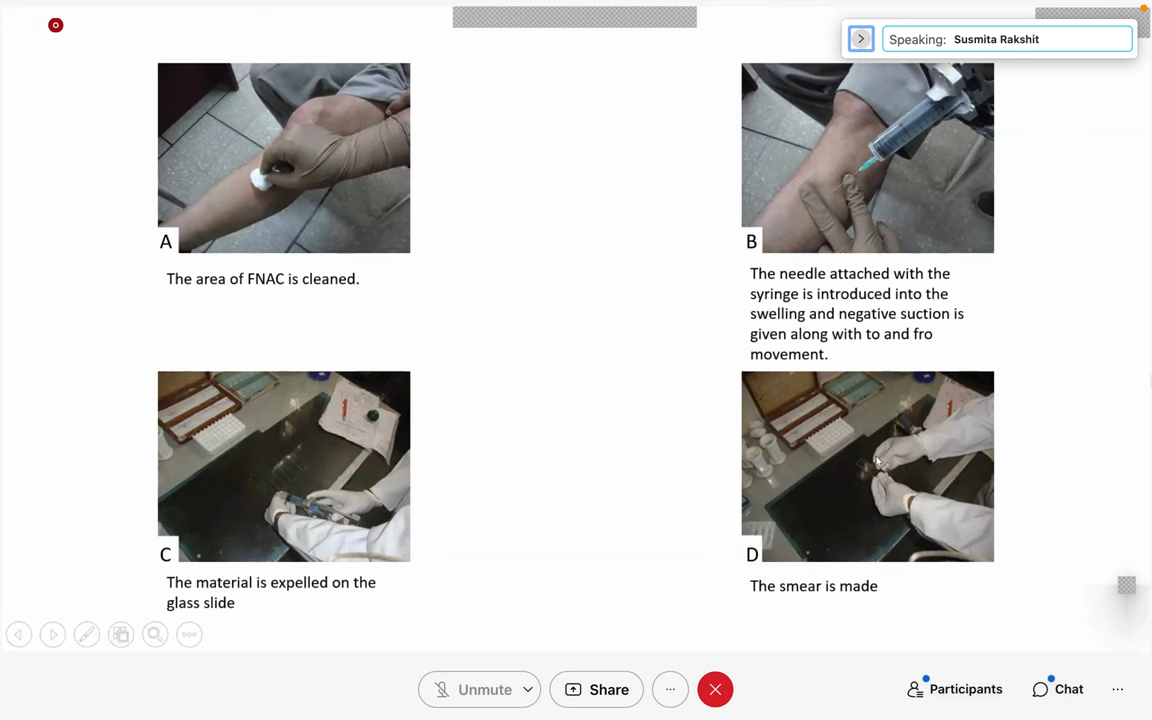 Speaking: Susmita Rakshit
A
The area of FNAC is cleaned.
B
The needle attached with the
syringe is introduced into the
swelling and negative suction is
given along with to and fro
movement.
C
The material is expelled on the
glass slide
D
The smear is made
Unmute
Share
Participants
Chat